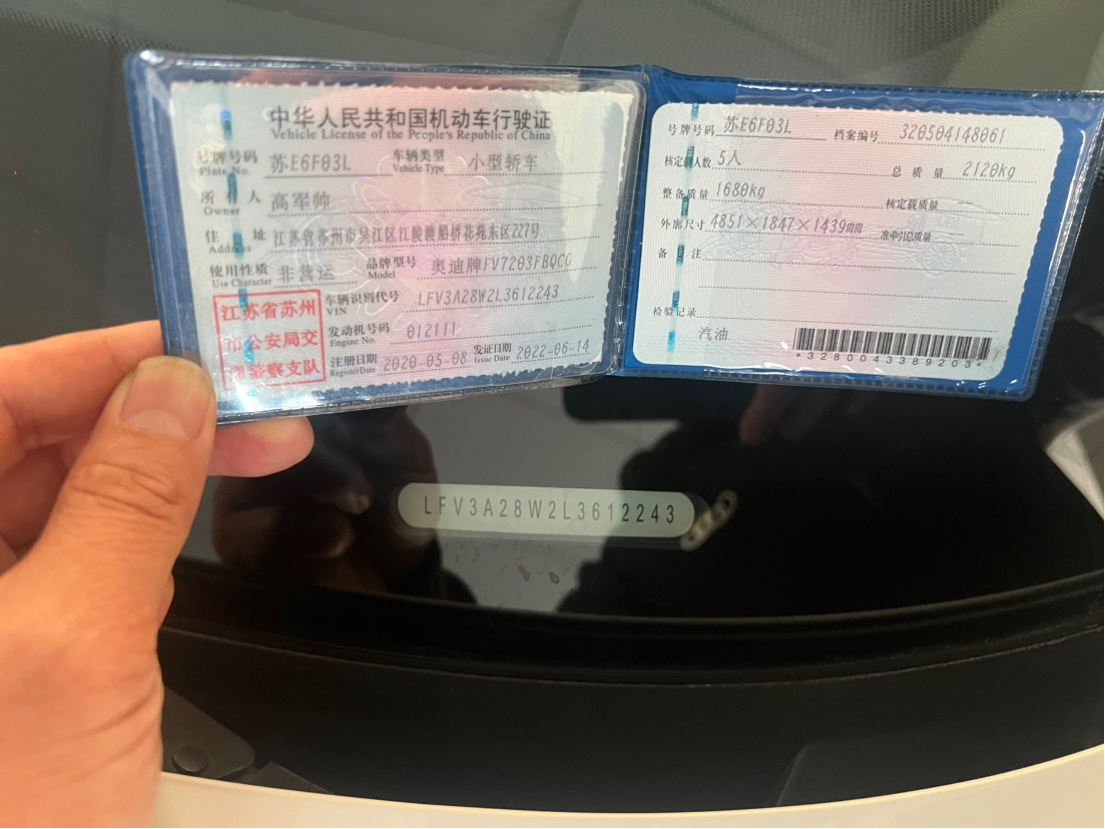 中华人民共和国机动车行驶证
Vehicle License of the People's Republic of China
号牌号码 苏E6F03L 车辆类型 小型轿车
Plate No. Vehicle Type
所有人 高军帅
Owner
住址 江苏省苏州市吴江区江陵渡船桥花苑东区227号
Address
使用性质 非营运 品牌型号 奥迪牌FV7203FBQCG
Use Character Model
江苏省苏州
市公安局交
通警察支队
车辆识别代号 LFV3A28W2L3612243
VIN
发动机号码 012111
Engine No.
注册日期 2020-05-08 发证日期 2022-06-14
Register Date Issue Date
号牌号码 苏E6F03L 档案编号 320504148061
核定载人数 5人 总质量 2120kg
整备质量 1680kg 核定载质量
外廓尺寸 4851×1847×1439mm 准牵引总质量
备注
检验记录
汽油
*3280043389203*
LFV3A28W2L3612243